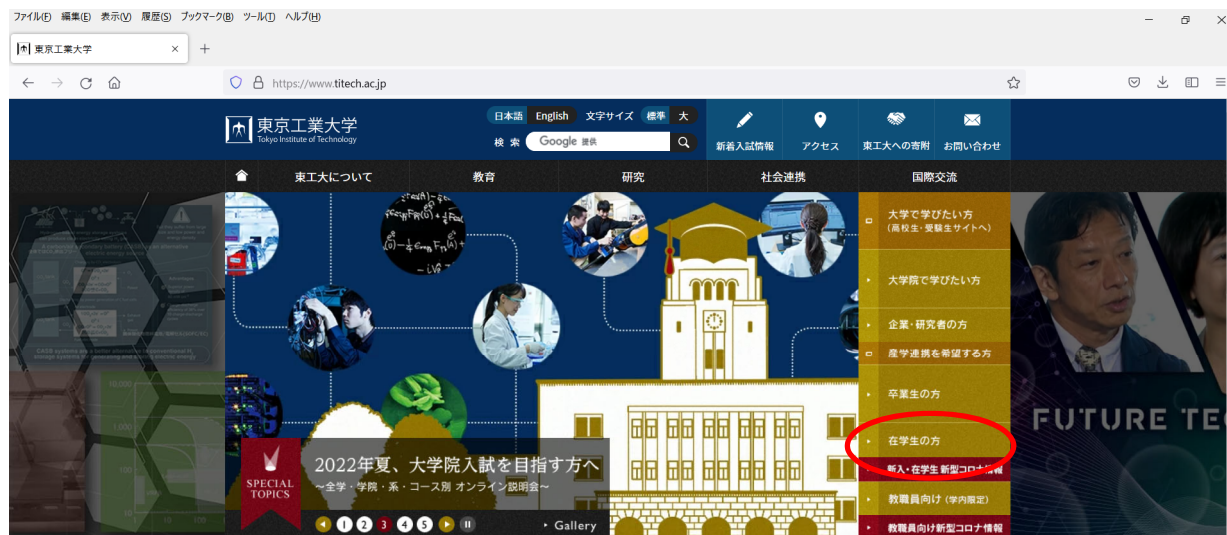 ファイル(F) 編集(E) 表示(V) 履歴(S) ブックマーク(B) ツール(T) ヘルプ(H)
東京工業大学
https://www.titech.ac.jp
東京工業大学
Tokyo Institute of Technology
日本語 English 文字サイズ 標準 大
検索 Google 提供
新着入試情報 アクセス 東工大への寄附 お問い合わせ
東工大について 教育 研究 社会連携 国際交流
大学で学びたい方
(高校生・受験生サイトへ)
大学院で学びたい方
企業・研究者の方
産学連携を希望する方
卒業生の方
在学生の方
新入・在学生 新型コロナ情報
教職員向け (学内限定)
教職員向け新型コロナ情報
SPECIAL
TOPICS
2022年夏、大学院入試を目指す方へ
～全学・学院・系・コース別 オンライン説明会～
1 2 3 4 5
Gallery
FUTURE TE
10,000
1,000
100
10
10 100